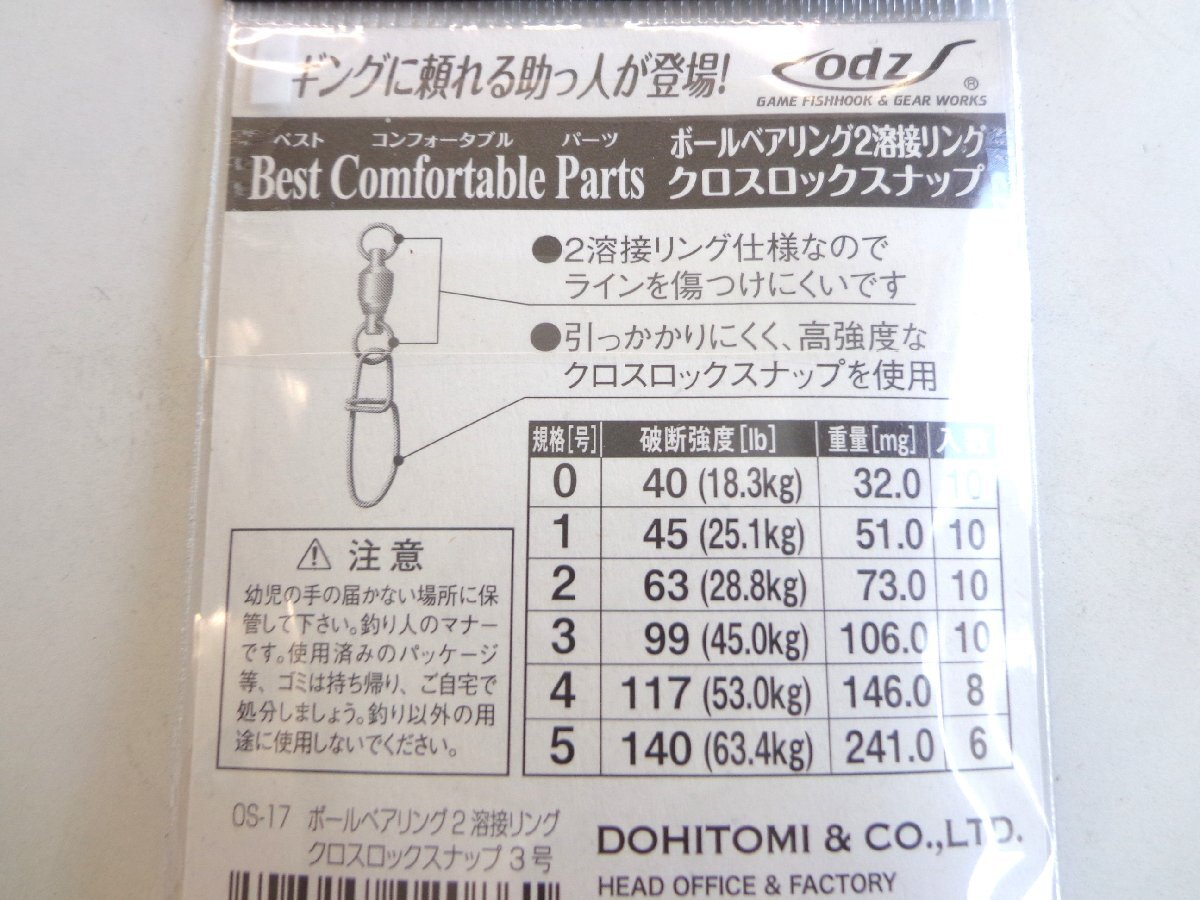 ギングに頼れる助っ人が登場!
odz
®
GAME FISHHOOK & GEAR WORKS
ベスト コンフォータブル パーツ
Best Comfortable Parts
ボールベアリング2溶接リング
クロスロックスナップ
●2溶接リング仕様なので
ラインを傷つけにくいです
●引っかかりにくく、高強度な
クロスロックスナップを使用
規格[号] 破断強度[lb] 重量[mg] 入
0 40 (18.3kg) 32.0 10
1 45 (25.1kg) 51.0 10
2 63 (28.8kg) 73.0 10
3 99 (45.0kg) 106.0 10
4 117 (53.0kg) 146.0 8
5 140 (63.4kg) 241.0 6
⚠ 注意
幼児の手の届かない場所に保
管して下さい。釣り人のマナー
です。使用済みのパッケージ
等、ゴミは持ち帰り、ご自宅で
処分しましょう。釣り以外の用
途に使用しないでください。
OS-17 ボールベアリング2溶接リング
クロスロックスナップ3号
DOHITOMI & CO.,LTD.
HEAD OFFICE & FACTORY